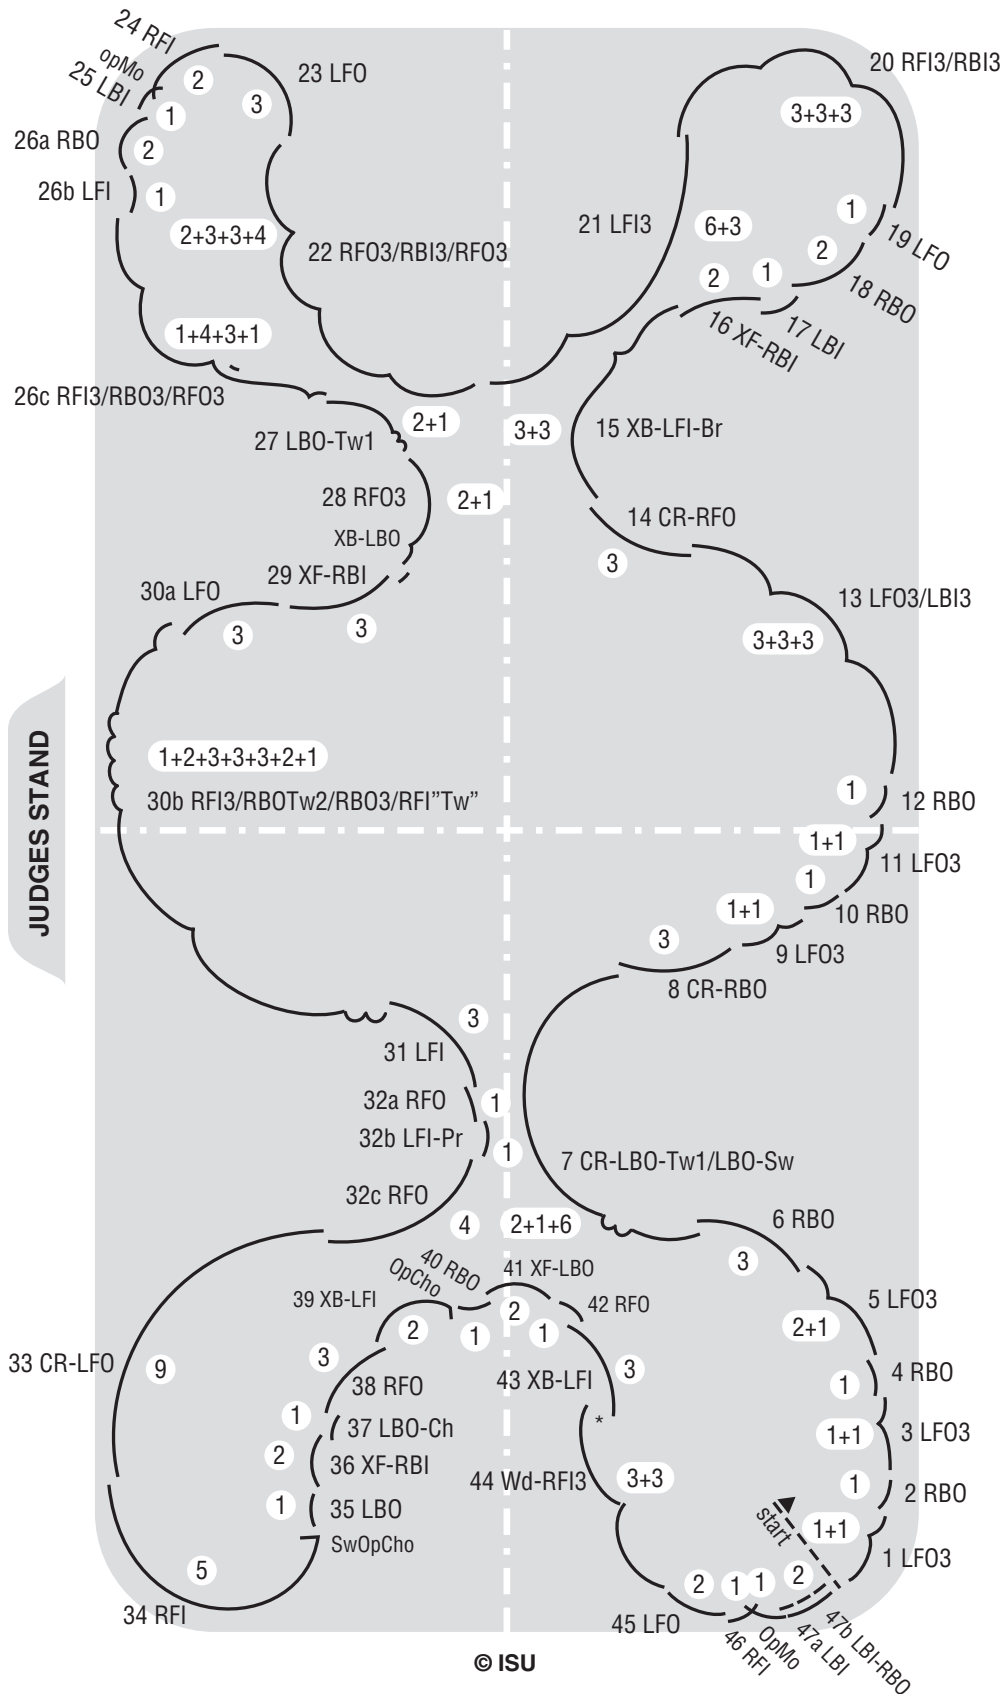 24 RFI
opMo
25 LBI
2
1
23 LFO
3
26a RBO
2
26b LFI
1
2+3+3+4
22 RFO3/RBI3/RFO3
1+4+3+1
26c RFI3/RBO3/RFO3
2+1
27 LBO-Tw1
28 RFO3
2+1
XB-LBO
29 XF-RBI
3
30a LFO
3
1+2+3+3+3+2+1
30b RFI3/RBOTw2/RBO3/RFI”Tw”
JUDGES STAND
3
31 LFI
32a RFO
1
32b LFI-Pr
1
32c RFO
4
33 CR-LFO
9
5
34 RFI
SwOpCho
35 LBO
1
36 XF-RBI
2
37 LBO-Ch
1
38 RFO
3
39 XB-LFI
2
OpCho
40 RBO
1
41 XF-LBO
2
42 RFO
1
43 XB-LFI
3
*
44 Wd-RFI3
3+3
45 LFO
2
46 RFI
1
OpMo
1
47a LBI
2
47b LBI-RBO
20 RFI3/RBI3
3+3+3
21 LFI3
6+3
1
19 LFO
2
18 RBO
1
17 LBI
2
16 XF-RBI
3+3
15 XB-LFI-Br
14 CR-RFO
3
13 LFO3/LBI3
3+3+3
1
12 RBO
1+1
11 LFO3
1
10 RBO
1+1
9 LFO3
3
8 CR-RBO
7 CR-LBO-Tw1/LBO-Sw
2+1+6
6 RBO
3
5 LFO3
2+1
4 RBO
1
3 LFO3
1+1
2 RBO
1
start
1+1
1 LFO3
© ISU